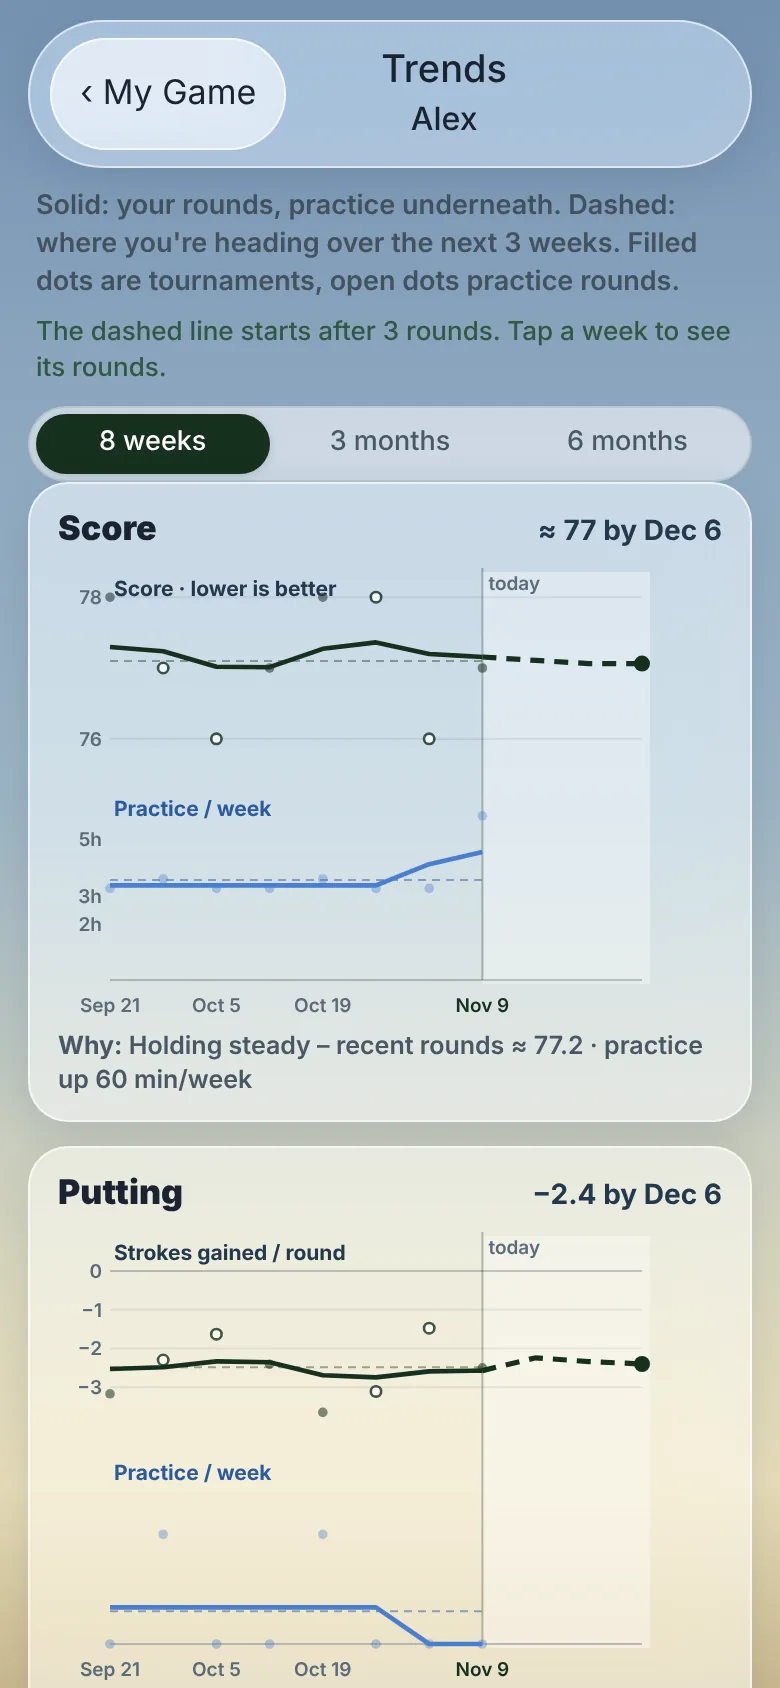 ‹ My Game
Trends
Alex
Solid: your rounds, practice underneath. Dashed:
where you're heading over the next 3 weeks. Filled
dots are tournaments, open dots practice rounds.
The dashed line starts after 3 rounds. Tap a week to see
its rounds.
8 weeks
3 months
6 months
Score
≈ 77 by Dec 6
today
78
Score · lower is better
76
Practice / week
5h
3h
2h
Sep 21
Oct 5
Oct 19
Nov 9
Why: Holding steady – recent rounds ≈ 77.2 · practice
up 60 min/week
Putting
−2.4 by Dec 6
today
Strokes gained / round
0
−1
−2
−3
Practice / week
Sep 21
Oct 5
Oct 19
Nov 9